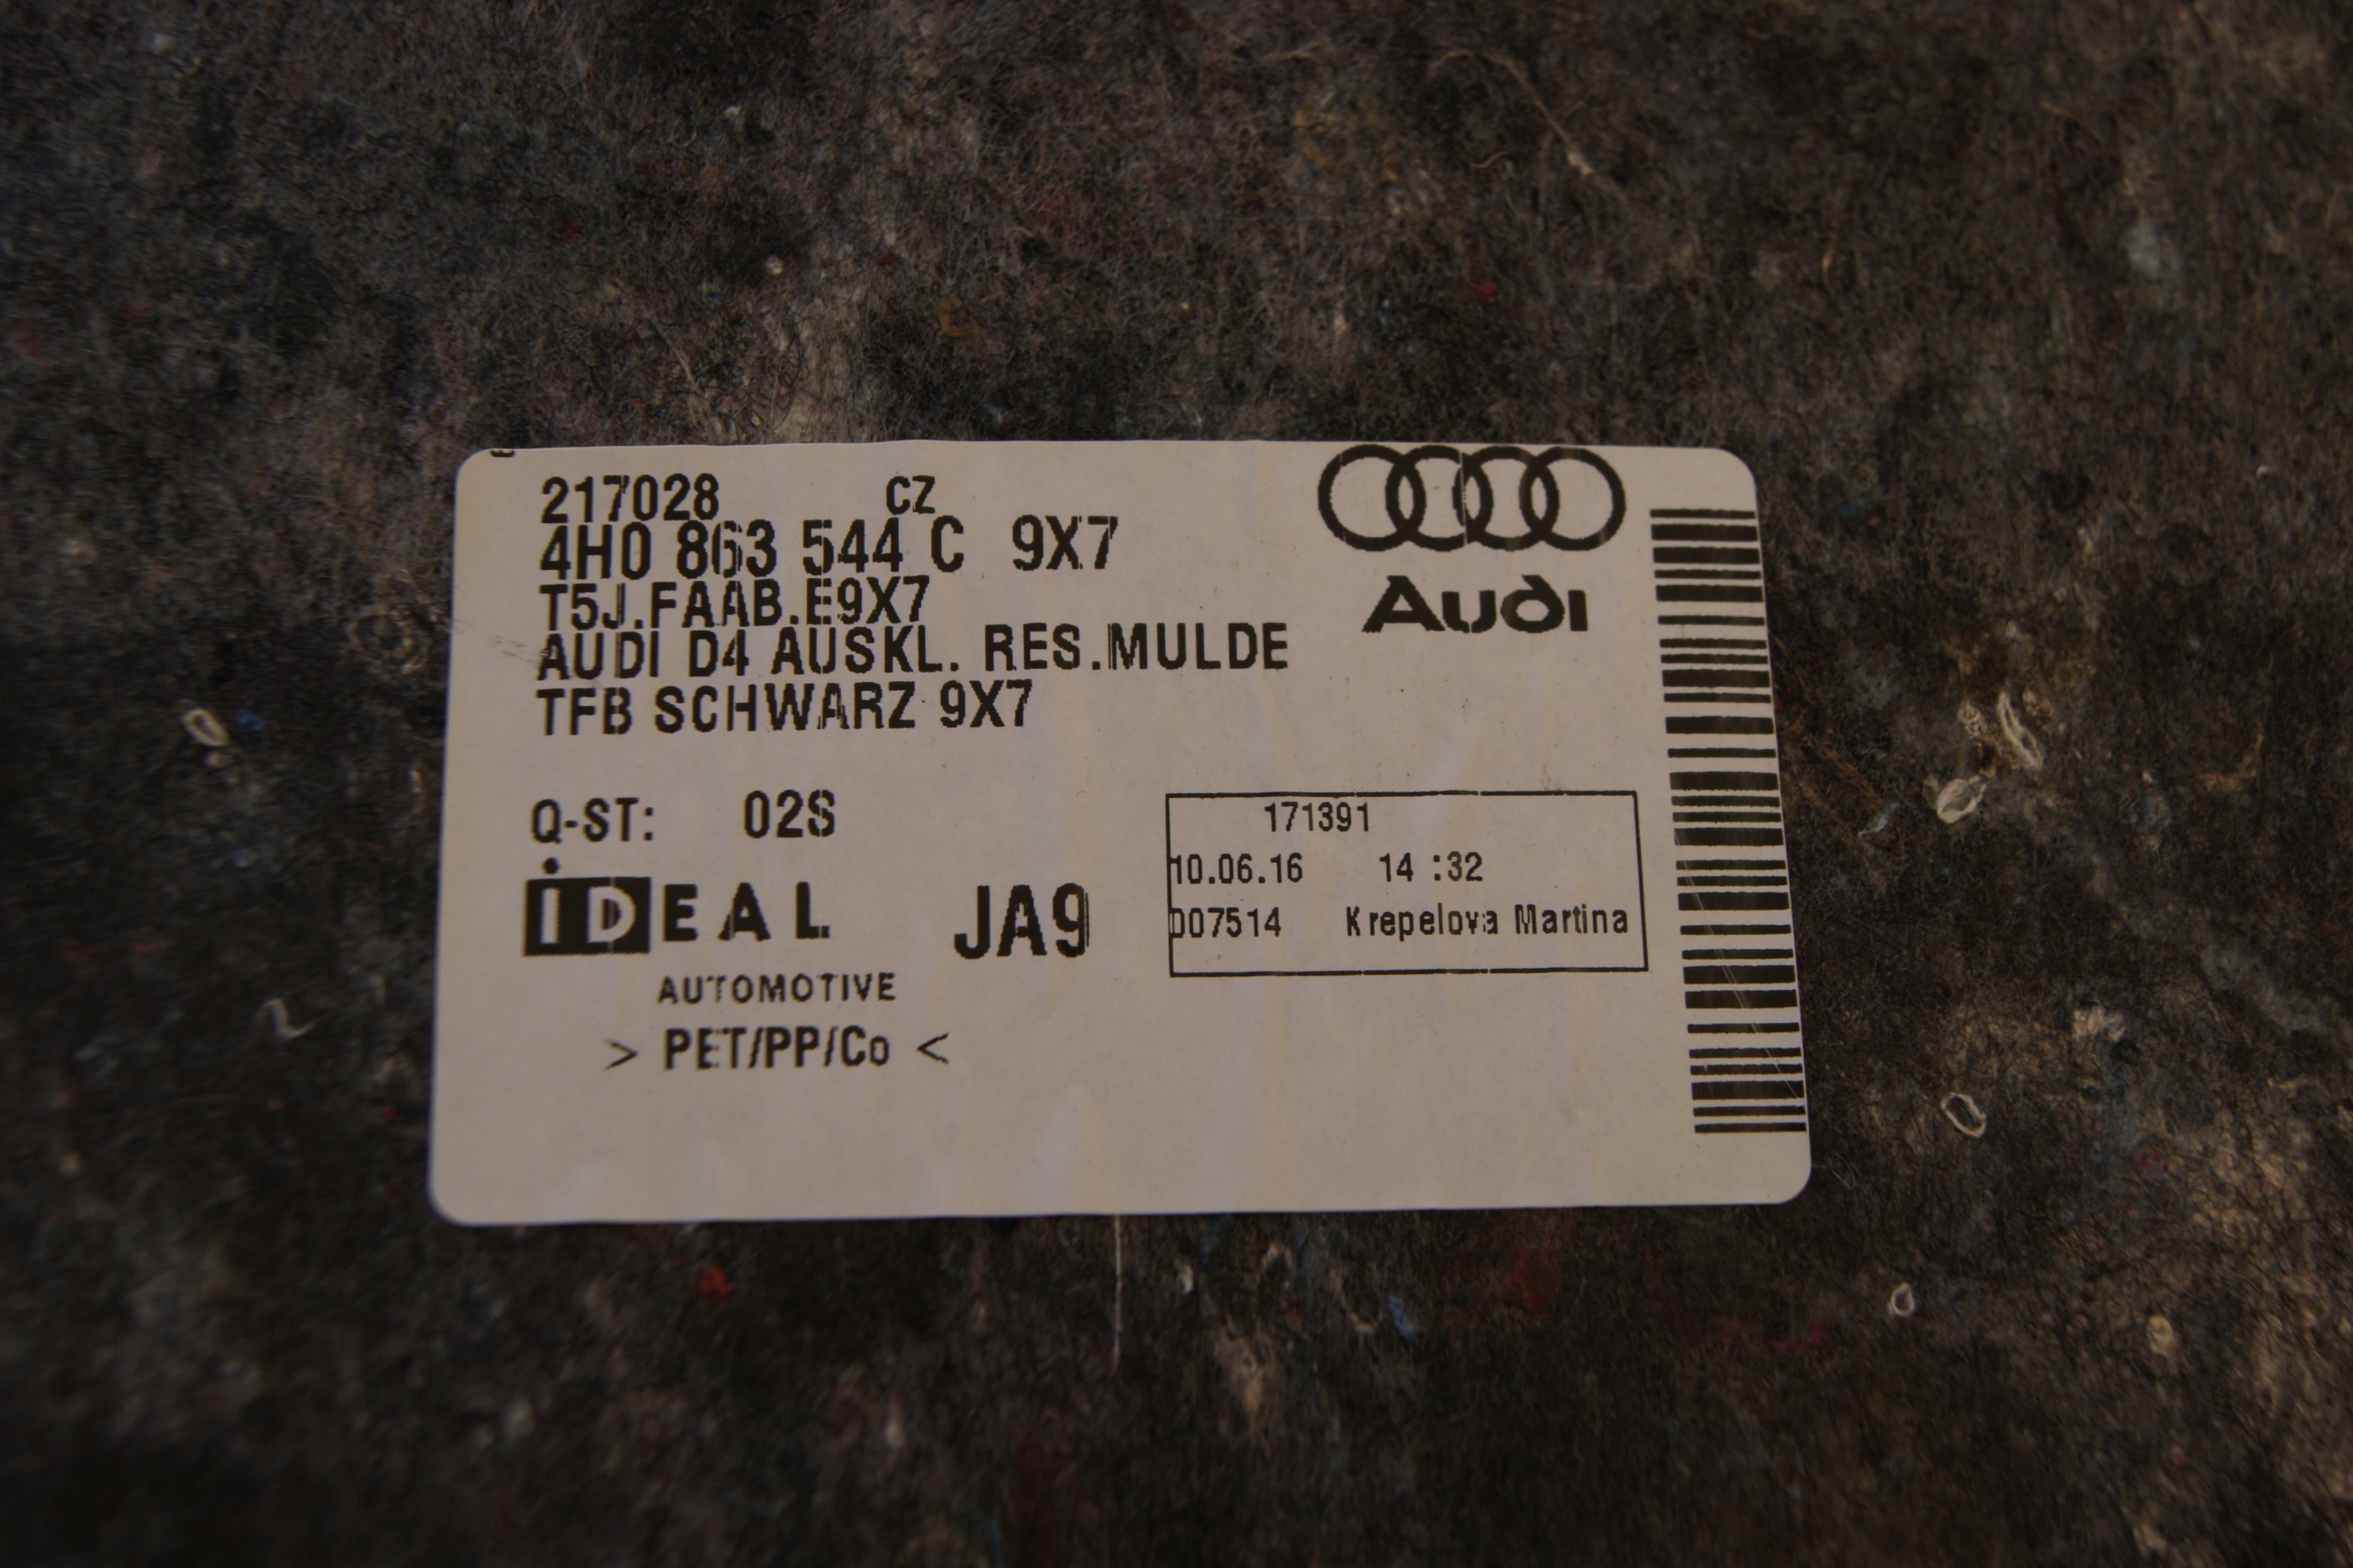 217028 CZ
4H0 863 544 C 9X7
T5J.FAAB.E9X7
AUDI D4 AUSKL. RES.MULDE
TFB SCHWARZ 9X7
Audi
Q-ST: 02S
iDEAL
AUTOMOTIVE
> PET/PP/Co <
JA9
171391
10.06.16 14 :32
007514 Krepelova Martina